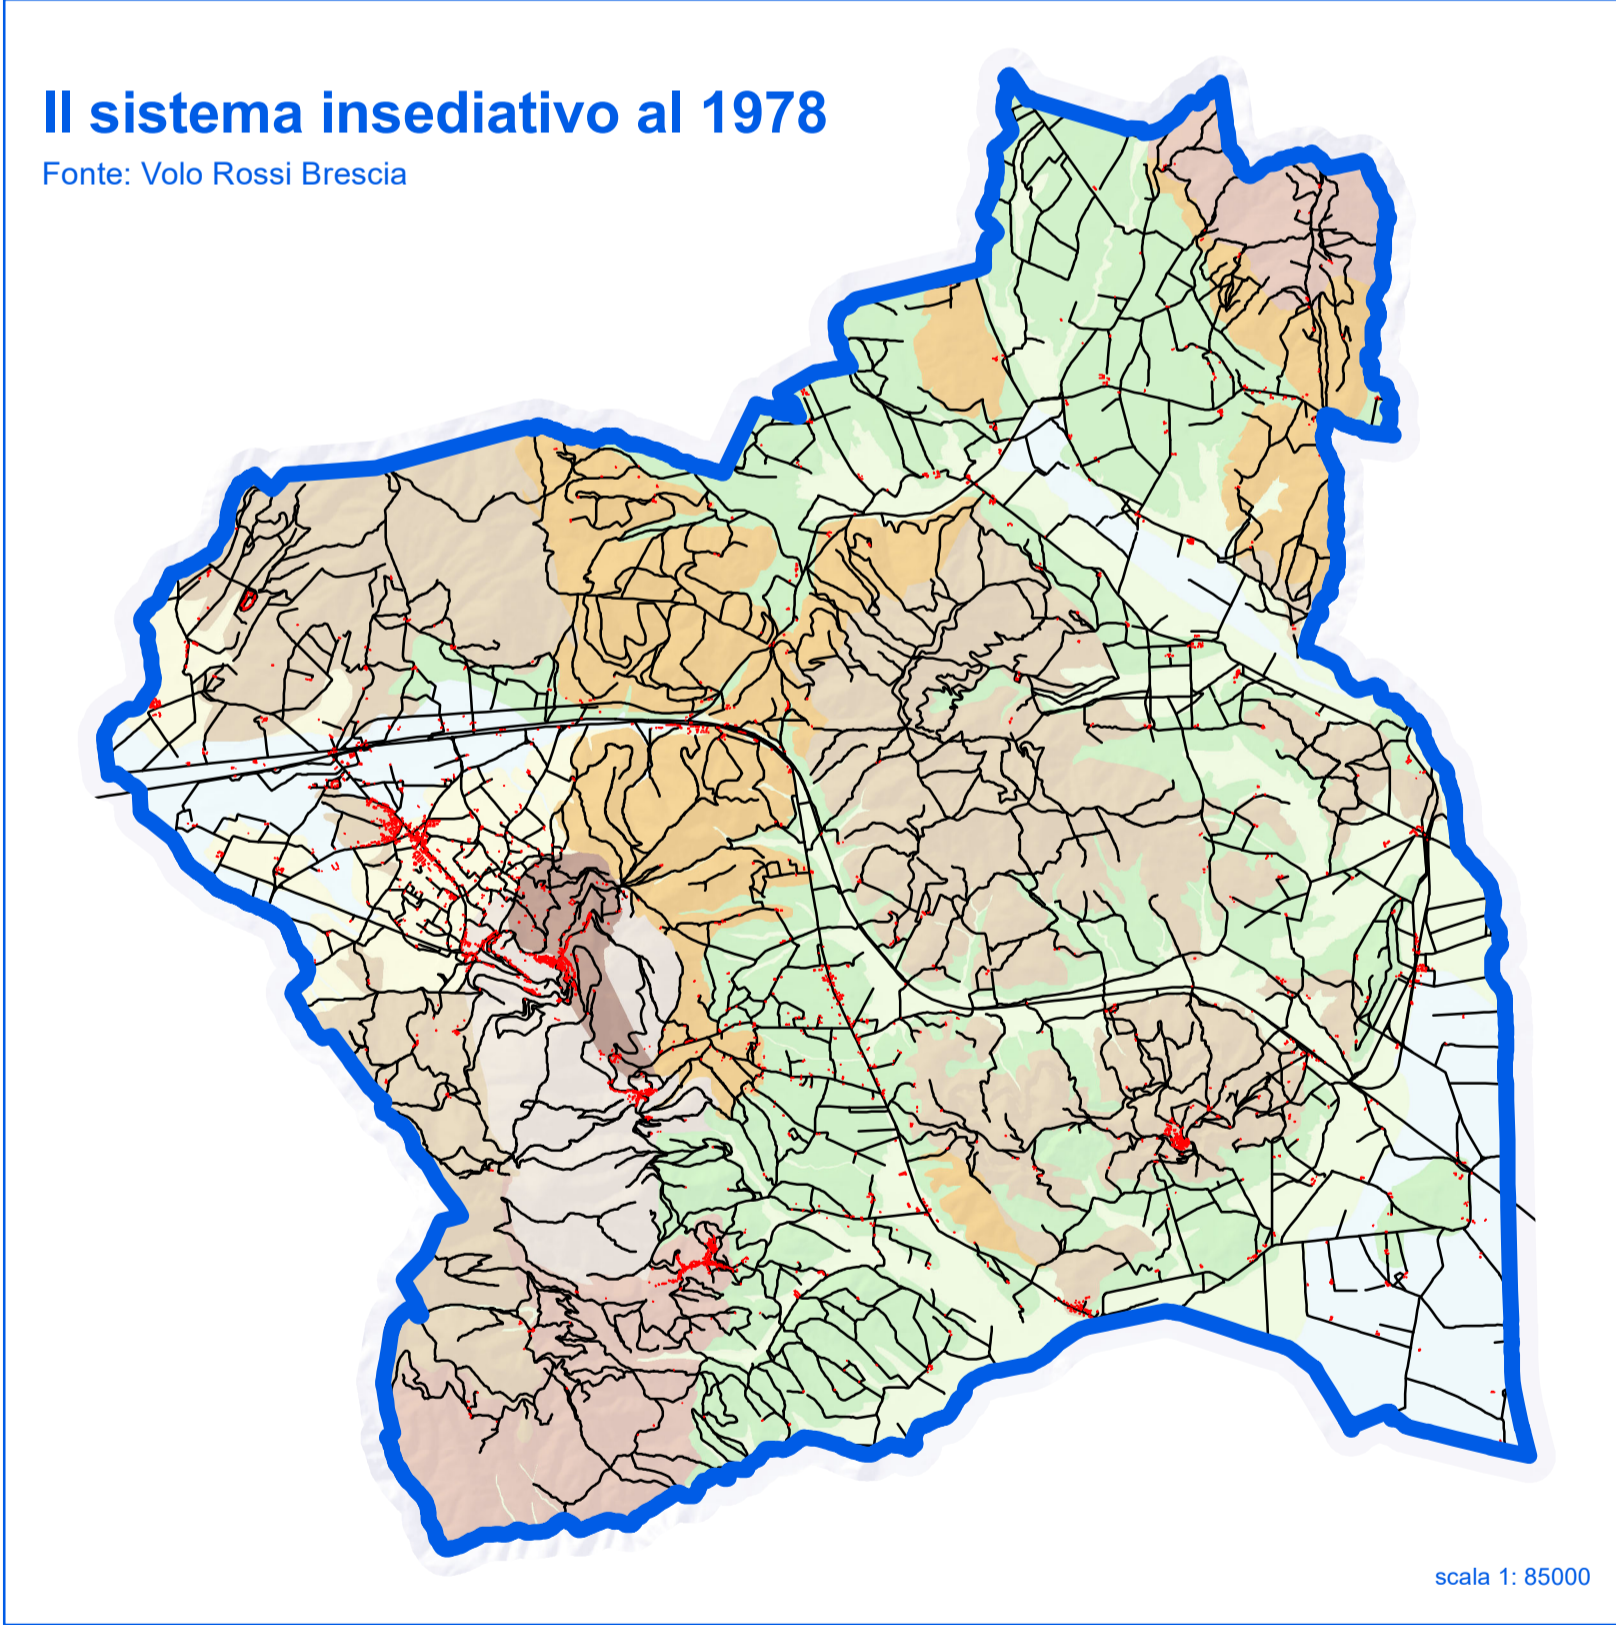 Il sistema insediativo al 1978
Fonte: Volo Rossi Brescia
scala 1: 85000